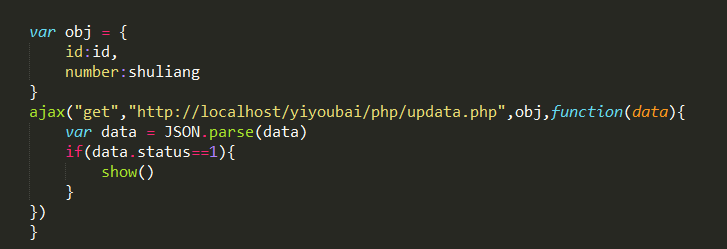 var obj = {
id:id,
number:shuliang
}
ajax("get","http://localhost/yiyoubai/php/updata.php",obj,function(data){
var data = JSON.parse(data)
if(data.status==1){
show()
}
})
}